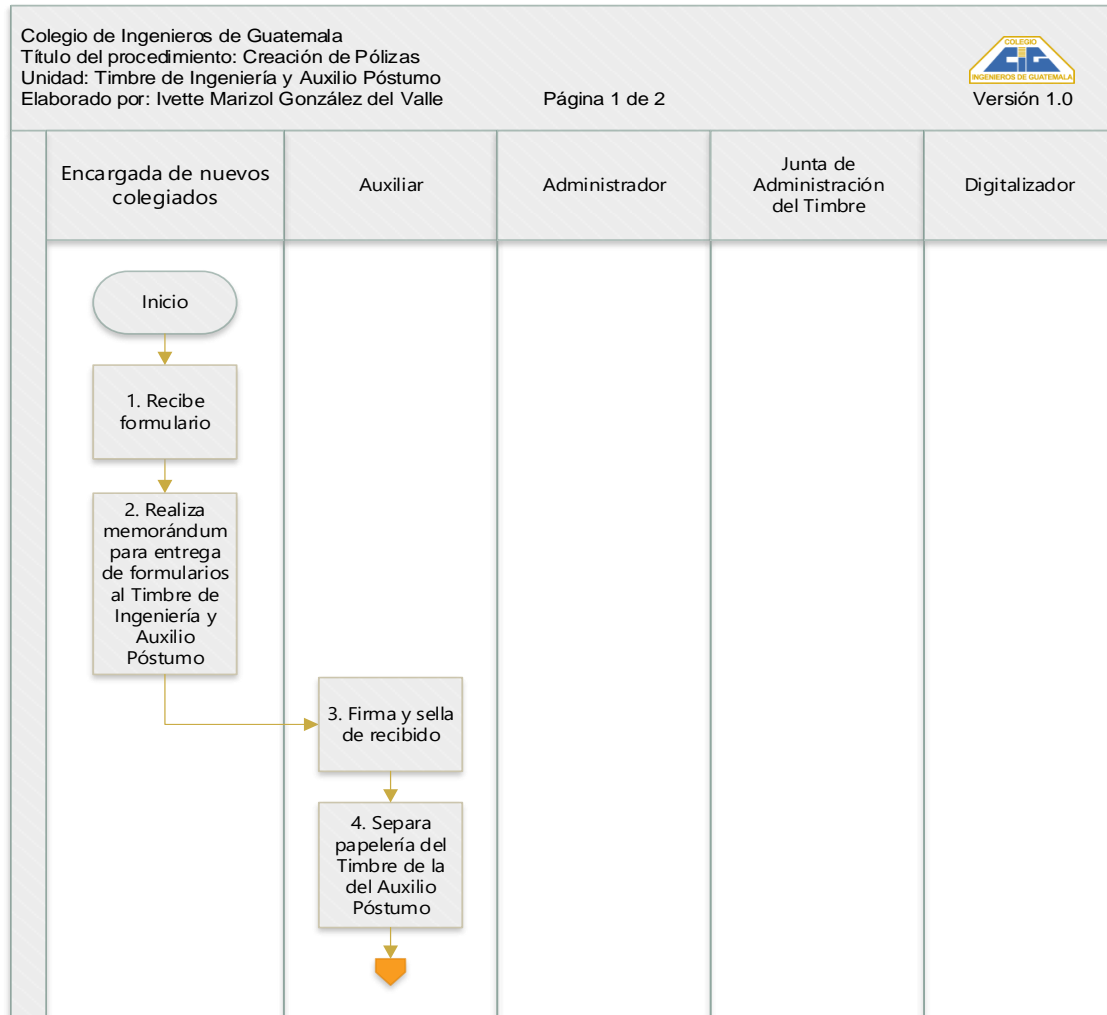 Colegio de Ingenieros de Guatemala
Título del procedimiento: Creación de Pólizas
Unidad: Timbre de Ingeniería y Auxilio Póstumo
Elaborado por: Ivette Marizol González del Valle
Página 1 de 2
COLEGIO
CIG
INGENIEROS DE GUATEMALA
Versión 1.0
Encargada de nuevos
colegiados
Auxiliar
Administrador
Junta de
Administración
del Timbre
Digitalizador
Inicio
1. Recibe
formulario
2. Realiza
memorándum
para entrega
de formularios
al Timbre de
Ingeniería y
Auxilio
Póstumo
3. Firma y sella
de recibido
4. Separa
papelería del
Timbre de la
del Auxilio
Póstumo